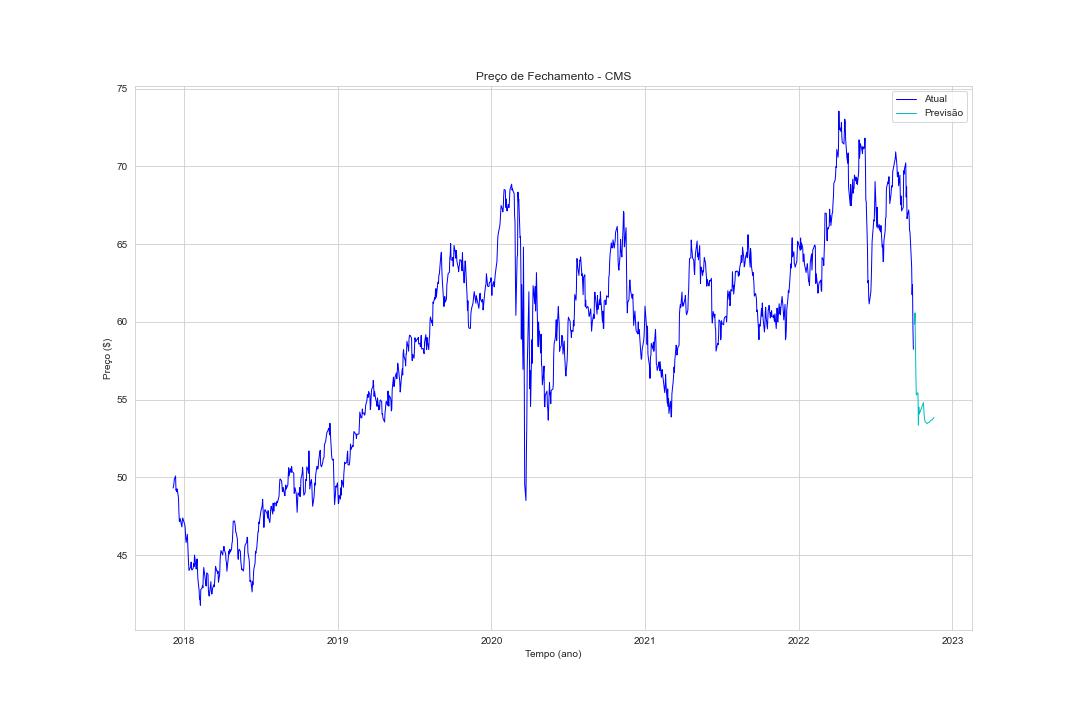 Preço de Fechamento - CMS
Atual
Previsão
Preço ($)
75
70
65
60
55
50
45
2018
2019
2020
2021
2022
2023
Tempo (ano)